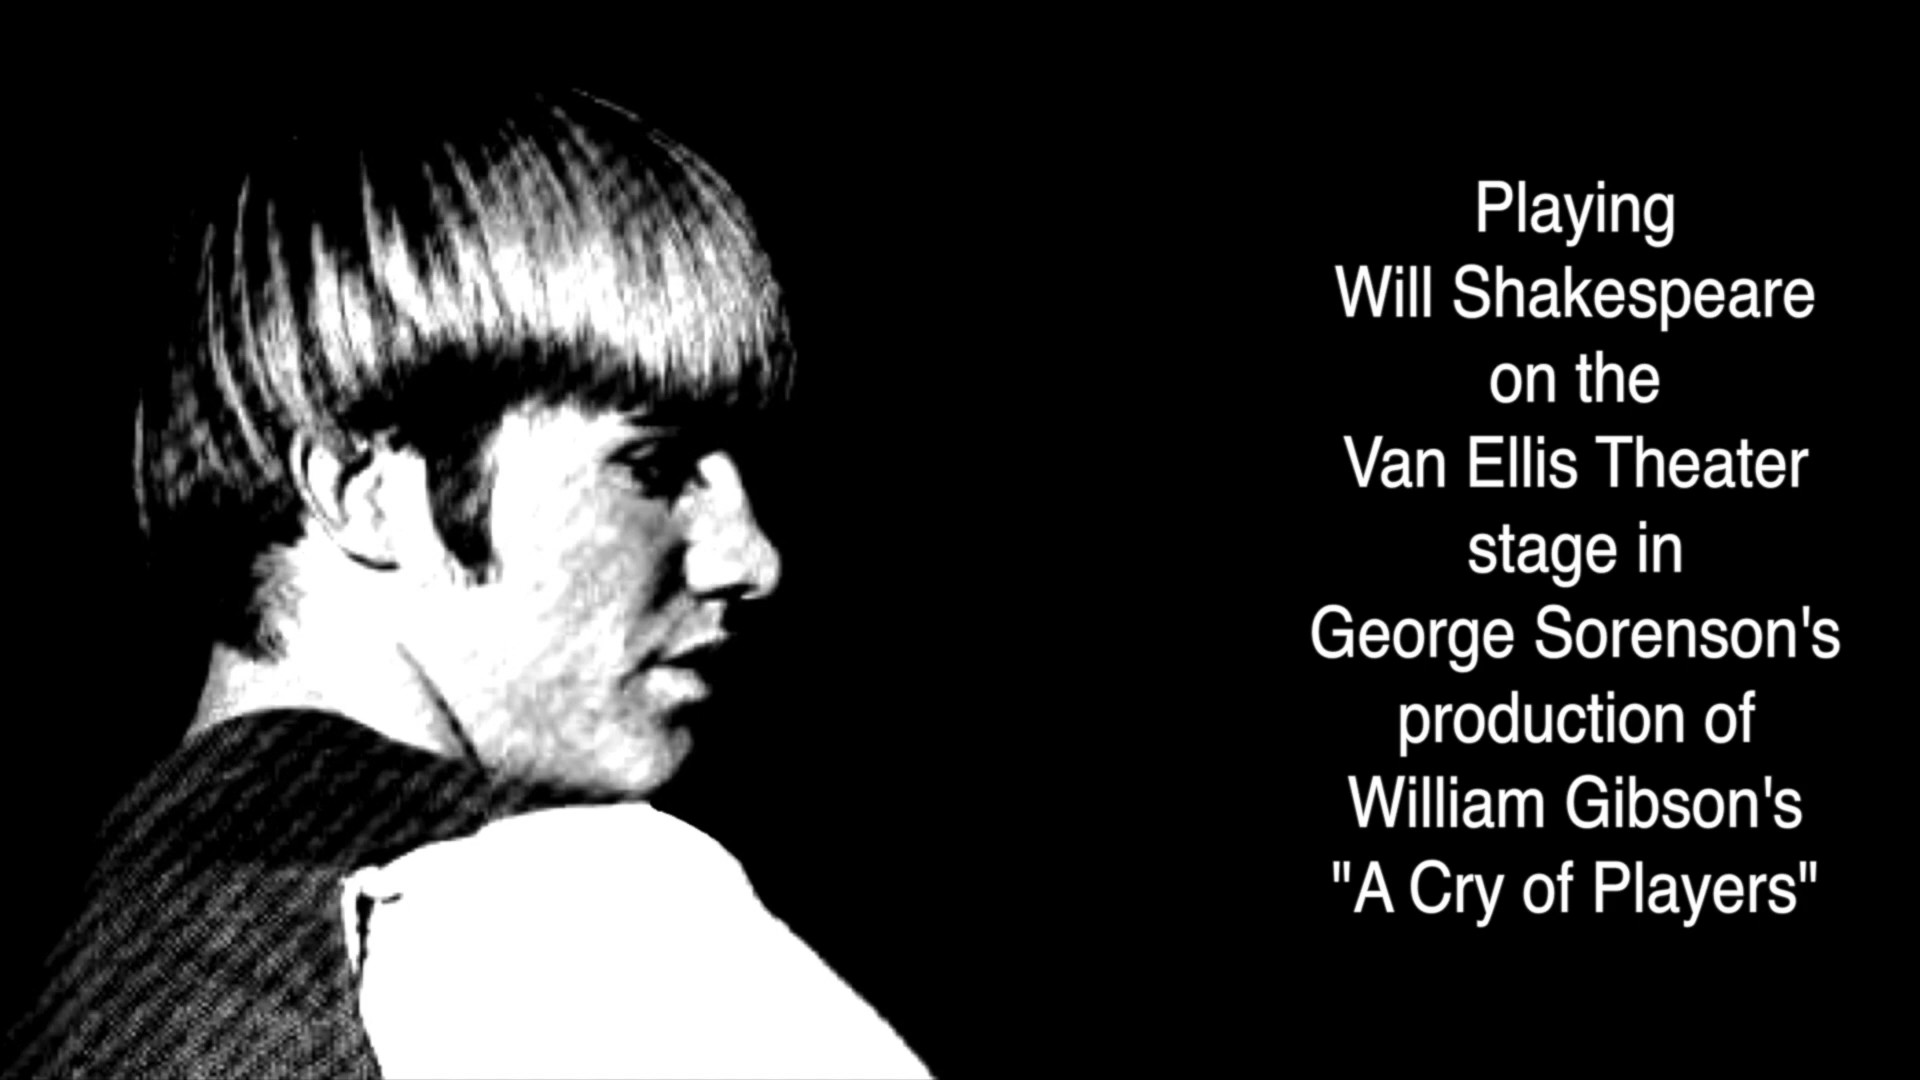 Playing
Will Shakespeare
on the
Van Ellis Theater
stage in
George Sorenson's
production of
William Gibson's
"A Cry of Players"